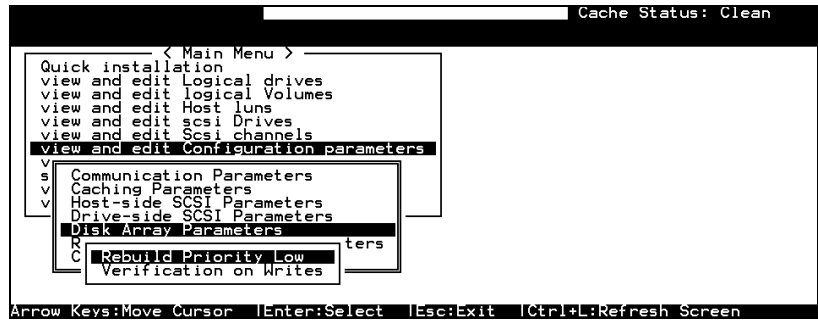 Cache Status: Clean
< Main Menu >
Quick installation
view and edit Logical drives
view and edit logical Volumes
view and edit Host luns
view and edit scsi Drives
view and edit Scsi channels
view and edit Configuration parameters
v
s Communication Parameters
v Caching Parameters
v Host-side SCSI Parameters
Drive-side SCSI Parameters
Disk Array Parameters
R ters
C Rebuild Priority Low
Verification on Writes
Arrow Keys:Move Cursor |Enter:Select |Esc:Exit |Ctrl+L:Refresh Screen